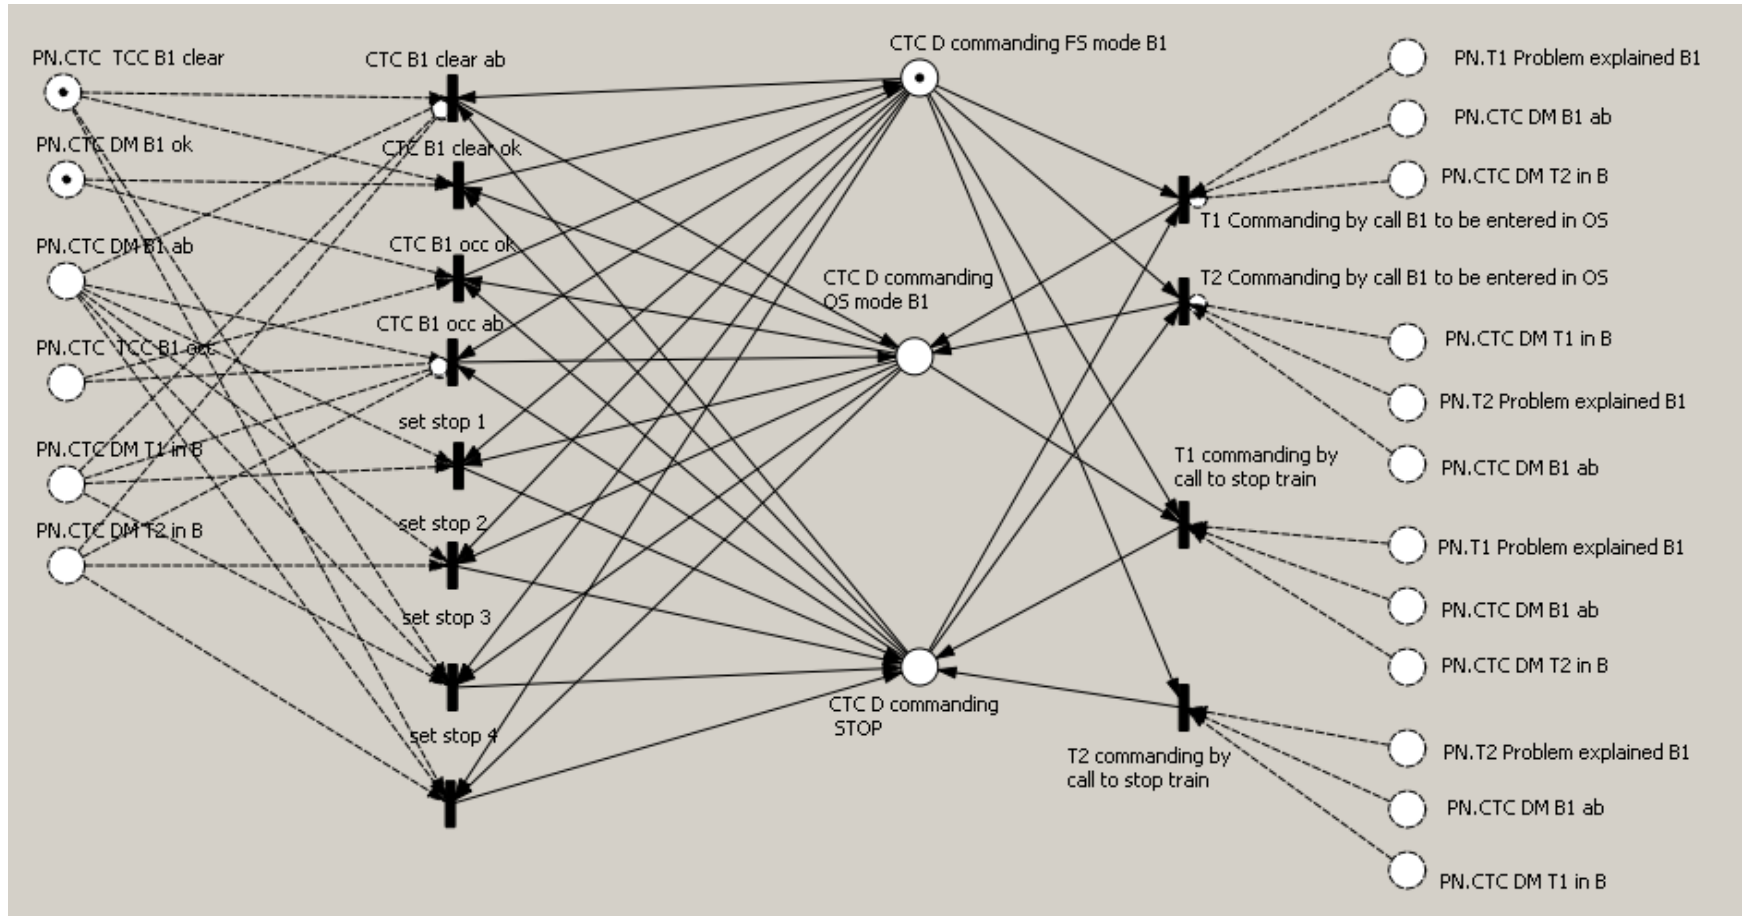 PN.CTC TCC B1 clear
PN.CTC DM B1 ok
PN.CTC DM B1 ab
PN.CTC TCC B1 occ
PN.CTC DM T1 in B
PN.CTC DM T2 in B
CTC B1 clear ab
CTC B1 clear ok
CTC B1 occ ok
CTC B1 occ ab
set stop 1
set stop 2
set stop 3
set stop 4
CTC D commanding FS mode B1
CTC D commanding
OS mode B1
CTC D commanding
STOP
T1 Commanding by call B1 to be entered in OS
T2 Commanding by call B1 to be entered in OS
T1 commanding by
call to stop train
T2 commanding by
call to stop train
PN.T1 Problem explained B1
PN.CTC DM B1 ab
PN.CTC DM T2 in B
PN.CTC DM T1 in B
PN.T2 Problem explained B1
PN.CTC DM B1 ab
PN.T1 Problem explained B1
PN.CTC DM B1 ab
PN.CTC DM T2 in B
PN.T2 Problem explained B1
PN.CTC DM B1 ab
PN.CTC DM T1 in B